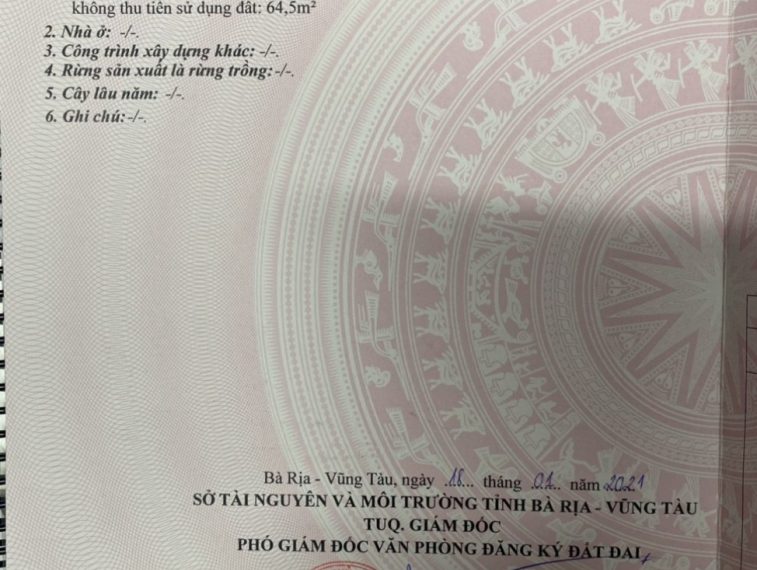 không thu tiền sử dụng đất: 64,5m²
2. Nhà ở: -/-.
3. Công trình xây dựng khác: -/-.
4. Rừng sản xuất là rừng trồng: -/-.
5. Cây lâu năm: -/-.
6. Ghi chú: -/-.
Bà Rịa - Vũng Tàu, ngày .18... tháng .01.. năm 2021
SỞ TÀI NGUYÊN VÀ MÔI TRƯỜNG TỈNH BÀ RỊA - VŨNG TÀU
TUQ. GIÁM ĐỐC
PHÓ GIÁM ĐỐC VĂN PHÒNG ĐĂNG KÝ ĐẤT ĐAI